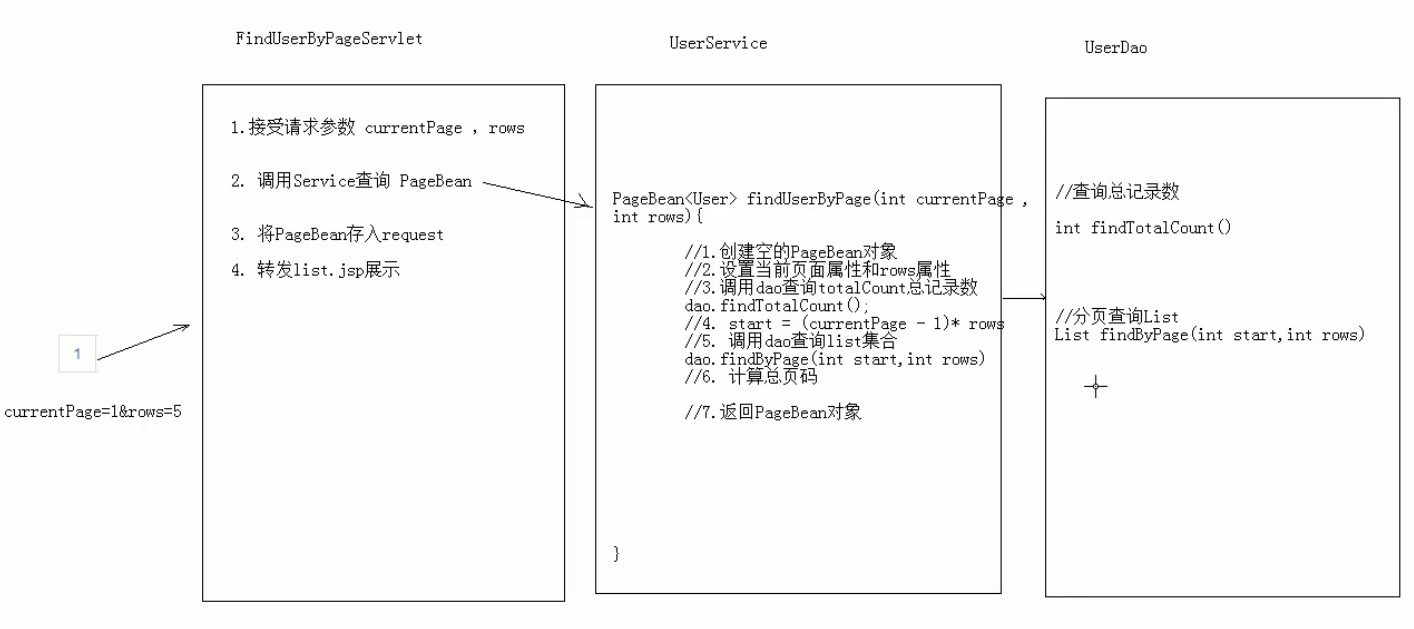 FindUserByPageServlet
1.接受请求参数 currentPage , rows
2. 调用Service查询 PageBean
3. 将PageBean存入request
4. 转发list.jsp展示
1
currentPage=1&rows=5
UserService
PageBean<User> findUserByPage(int currentPage ,
int rows){
//1.创建空的PageBean对象
//2.设置当前页面属性和rows属性
//3.调用dao查询totalCount总记录数
dao.findTotalCount();
//4. start = (currentPage - 1)* rows
//5. 调用dao查询list集合
dao.findByPage(int start,int rows)
//6. 计算总页码
//7.返回PageBean对象
}
UserDao
//查询总记录数
int findTotalCount()
//分页查询List
List findByPage(int start,int rows)